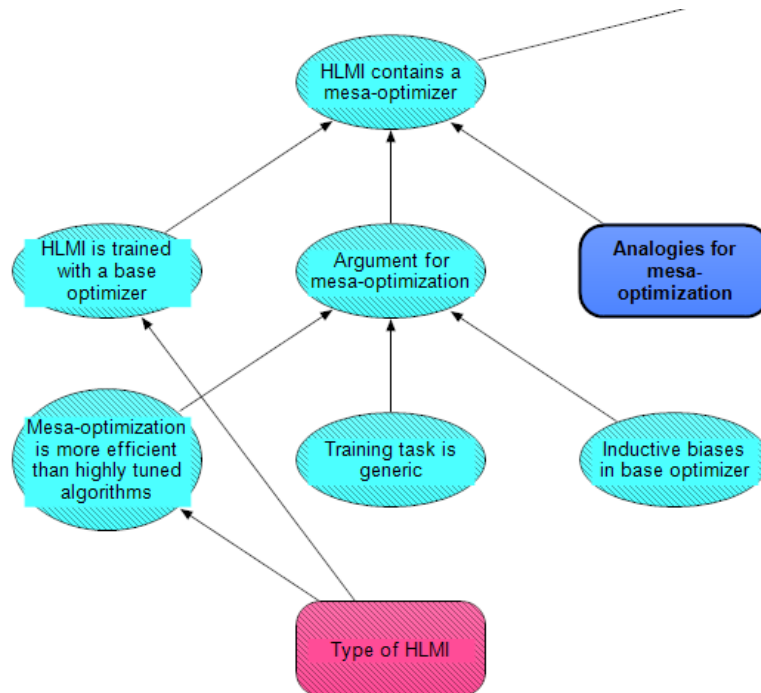 HLMI contains a
mesa-optimizer
HLMI is trained
with a base
optimizer
Argument for
mesa-optimization
Analogies for
mesa-
optimization
Mesa-optimization
is more efficient
than highly tuned
algorithms
Training task is
generic
Inductive biases
in base optimizer
Type of HLMI